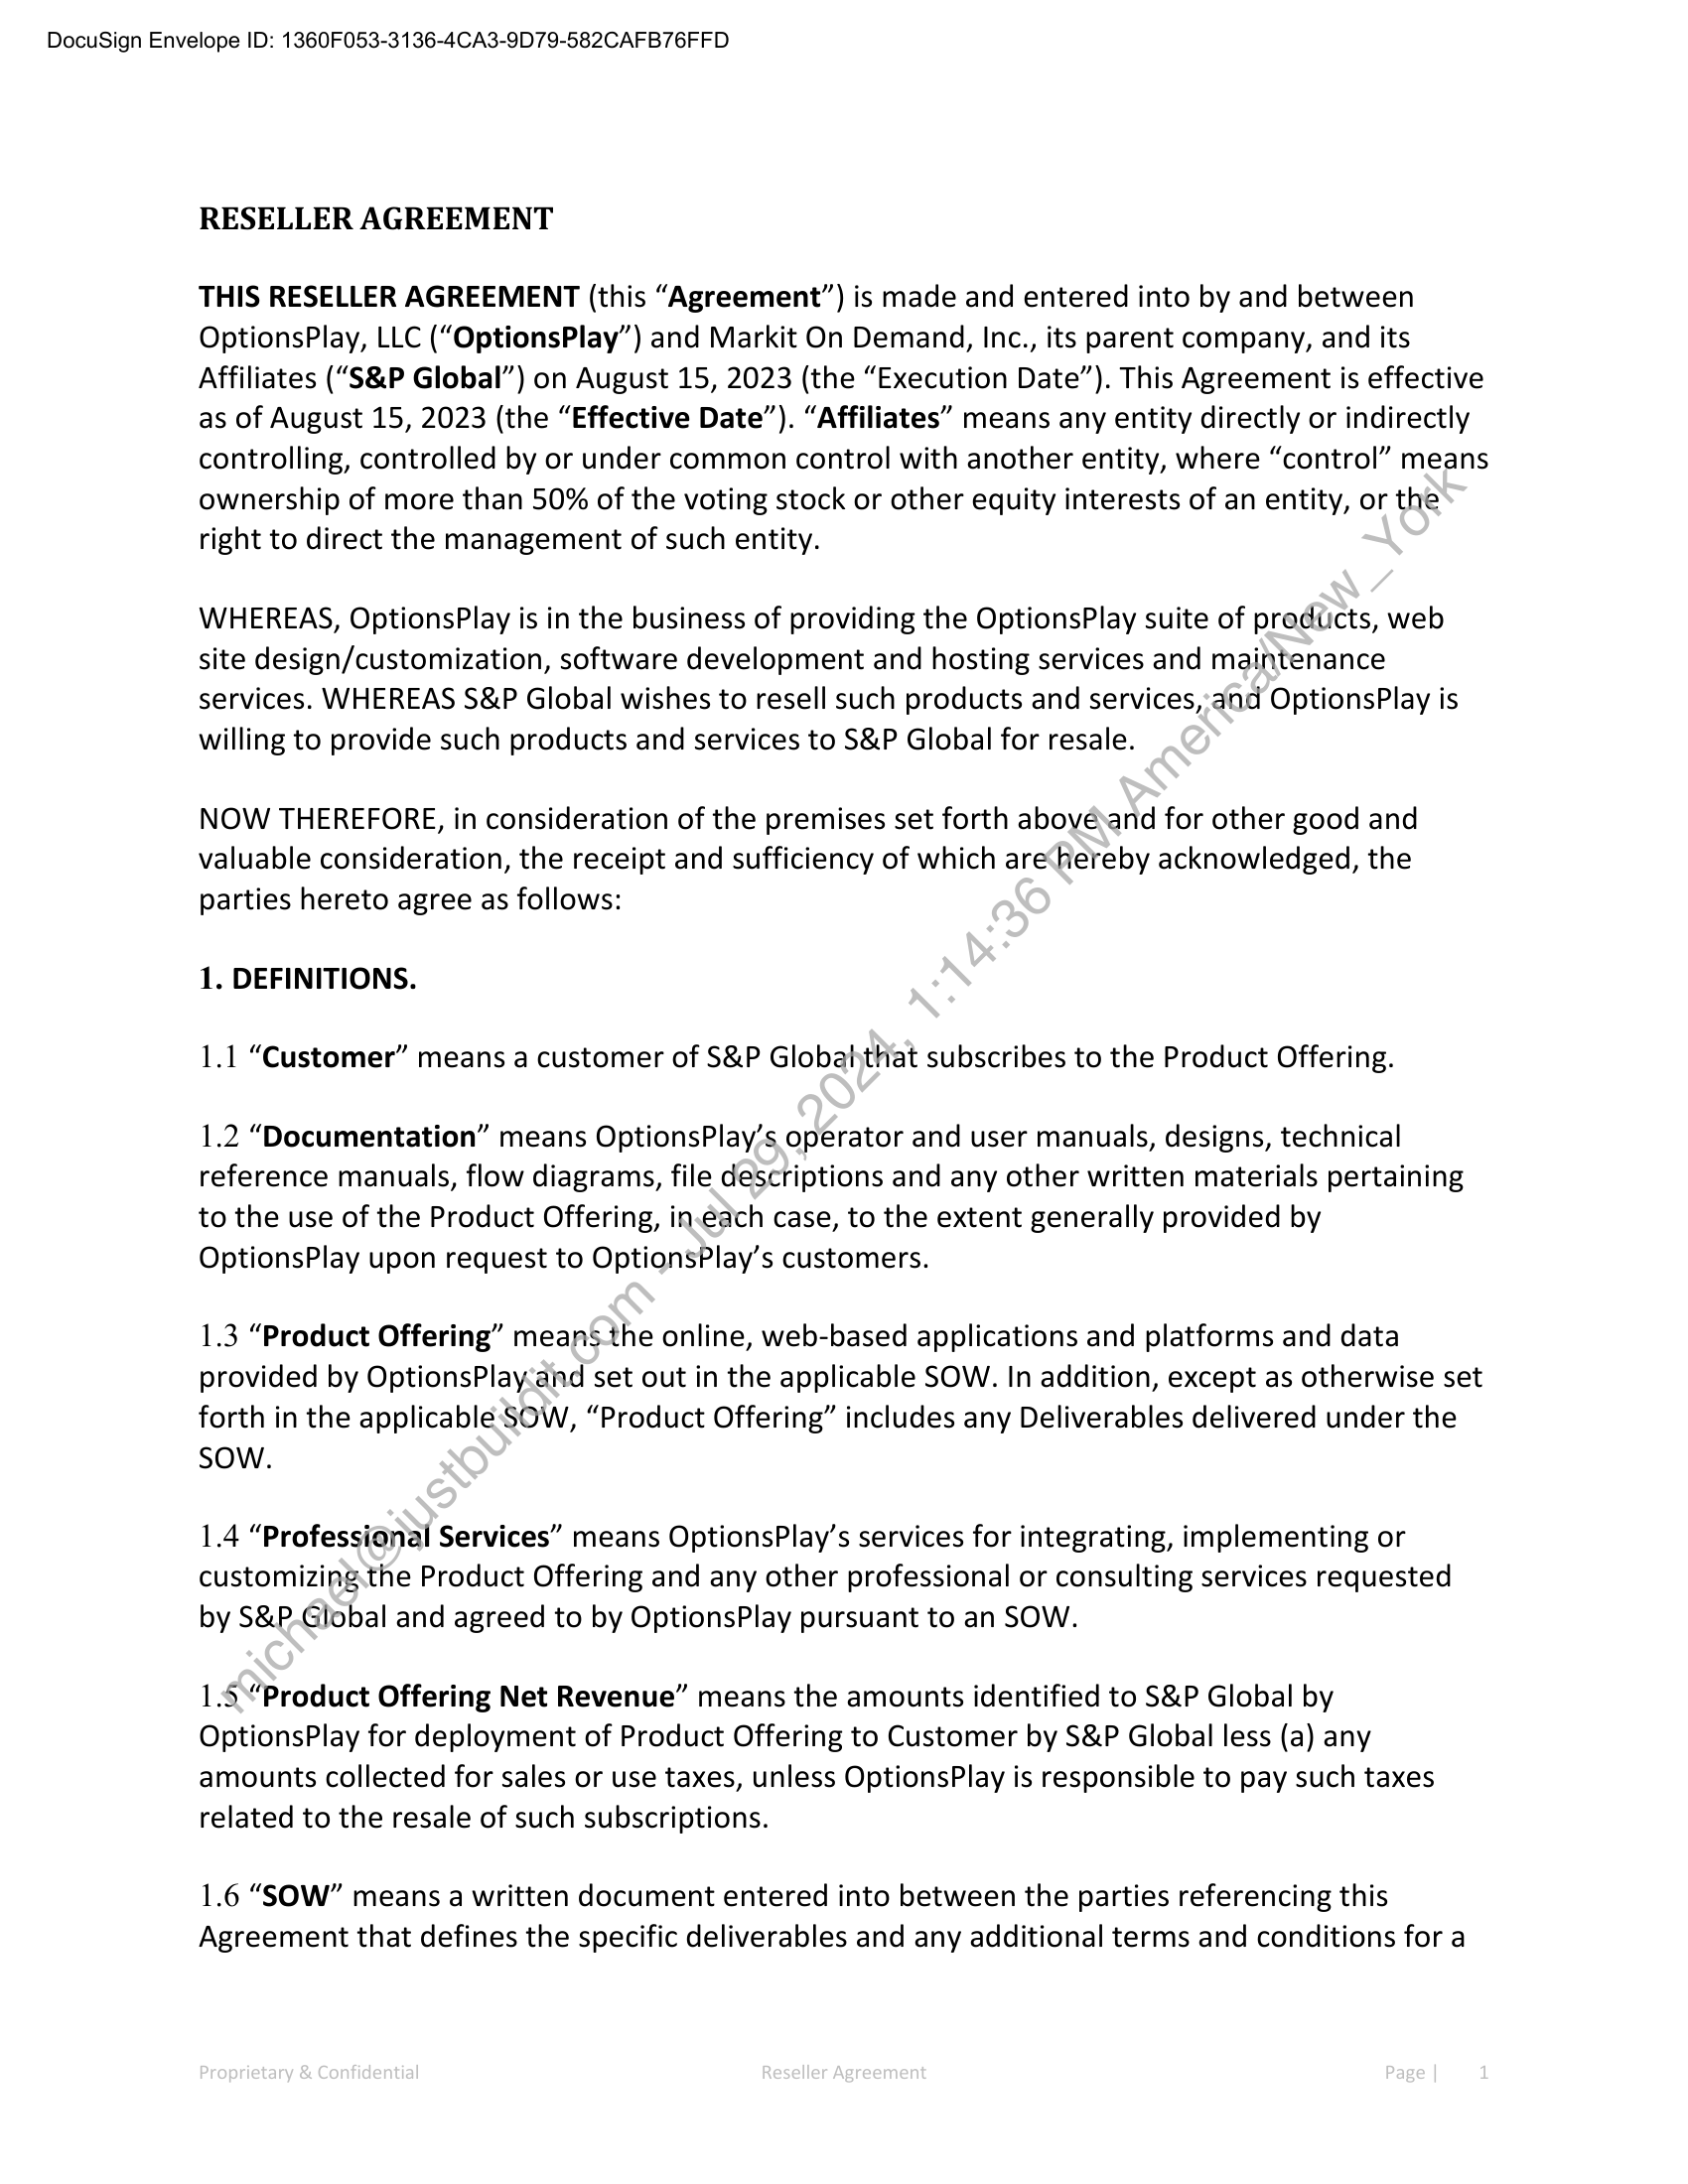 DocuSign Envelope ID: 1360F053-3136-4CA3-9D79-582CAFB76FFD
RESELLER AGREEMENT
THIS RESELLER AGREEMENT (this “Agreement”) is made and entered into by and between
OptionsPlay, LLC (“OptionsPlay”) and Markit On Demand, Inc., its parent company, and its
Affiliates (“S&P Global”) on August 15, 2023 (the “Execution Date”). This Agreement is effective
as of August 15, 2023 (the “Effective Date”). “Affiliates” means any entity directly or indirectly
controlling, controlled by or under common control with another entity, where “control” means
ownership of more than 50% of the voting stock or other equity interests of an entity, or the
right to direct the management of such entity.
WHEREAS, OptionsPlay is in the business of providing the OptionsPlay suite of products, web
site design/customization, software development and hosting services and maintenance
services. WHEREAS S&P Global wishes to resell such products and services, and OptionsPlay is
willing to provide such products and services to S&P Global for resale.
NOW THEREFORE, in consideration of the premises set forth above and for other good and
valuable consideration, the receipt and sufficiency of which are hereby acknowledged, the
parties hereto agree as follows:
1. DEFINITIONS.
1.1 “Customer” means a customer of S&P Global that subscribes to the Product Offering.
1.2 “Documentation” means OptionsPlay’s operator and user manuals, designs, technical
reference manuals, flow diagrams, file descriptions and any other written materials pertaining
to the use of the Product Offering, in each case, to the extent generally provided by
OptionsPlay upon request to OptionsPlay’s customers.
1.3 “Product Offering” means the online, web-based applications and platforms and data
provided by OptionsPlay and set out in the applicable SOW. In addition, except as otherwise set
forth in the applicable SOW, “Product Offering” includes any Deliverables delivered under the
SOW.
1.4 “Professional Services” means OptionsPlay’s services for integrating, implementing or
customizing the Product Offering and any other professional or consulting services requested
by S&P Global and agreed to by OptionsPlay pursuant to an SOW.
1.5 “Product Offering Net Revenue” means the amounts identified to S&P Global by
OptionsPlay for deployment of Product Offering to Customer by S&P Global less (a) any
amounts collected for sales or use taxes, unless OptionsPlay is responsible to pay such taxes
related to the resale of such subscriptions.
1.6 “SOW” means a written document entered into between the parties referencing this
Agreement that defines the specific deliverables and any additional terms and conditions for a
michael@justbuildit.com - Jul 29, 2024, 1:14:36 PM America/New_York
Proprietary & Confidential Reseller Agreement Page | 1